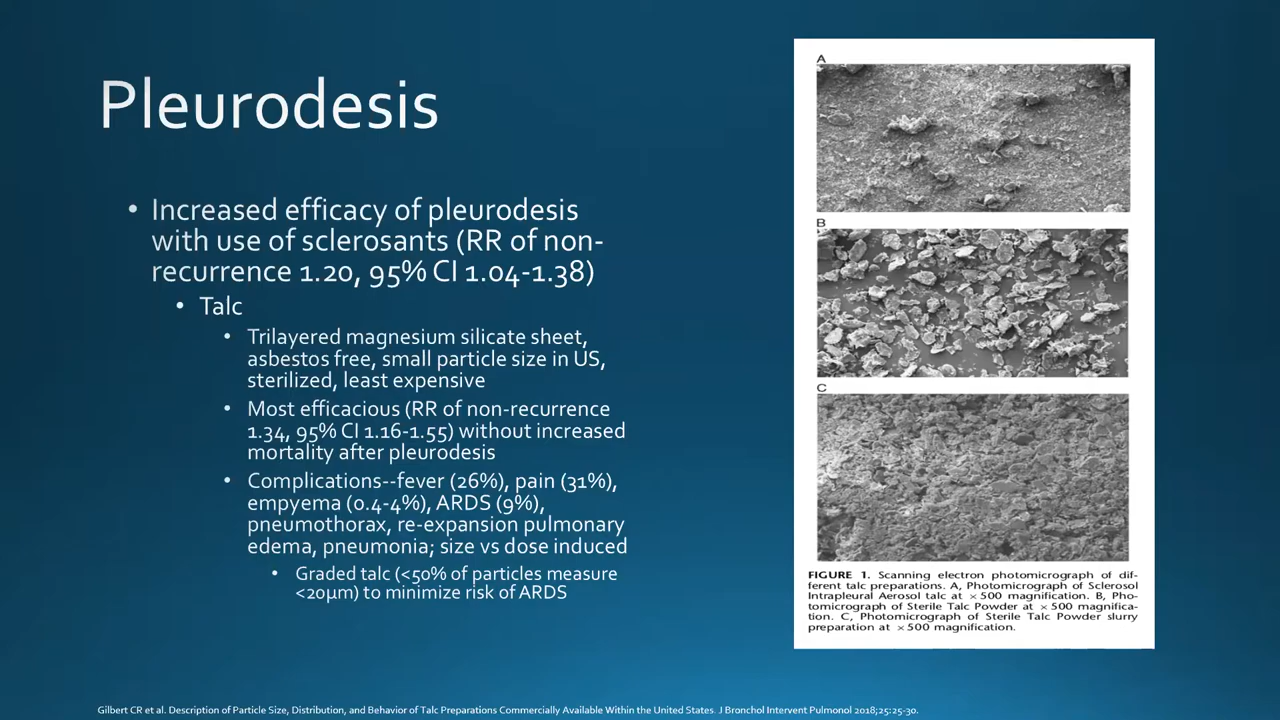 Pleurodesis
• Increased efficacy of pleurodesis
with use of sclerosants (RR of non-
recurrence 1.20, 95% CI 1.04-1.38)
• Talc
• Trilayered magnesium silicate sheet,
asbestos free, small particle size in US,
sterilized, least expensive
• Most efficacious (RR of non-recurrence
1.34, 95% CI 1.16-1.55) without increased
mortality after pleurodesis
• Complications--fever (26%), pain (31%),
empyema (0.4-4%), ARDS (9%),
pneumothorax, re-expansion pulmonary
edema, pneumonia; size vs dose induced
• Graded talc (<50% of particles measure
<20µm) to minimize risk of ARDS
A
B
C
FIGURE 1. Scanning electron photomicrograph of dif-
ferent talc preparations. A, Photomicrograph of Sclerosol
Intrapleural Aerosol talc at ×500 magnification. B, Pho-
tomicrograph of Sterile Talc Powder at ×500 magnifica-
tion. C, Photomicrograph of Sterile Talc Powder slurry
preparation at ×500 magnification.
Gilbert CR et al. Description of Particle Size, Distribution, and Behavior of Talc Preparations Commercially Available Within the United States. J Bronchol Intervent Pulmonol 2018;25:25-30.